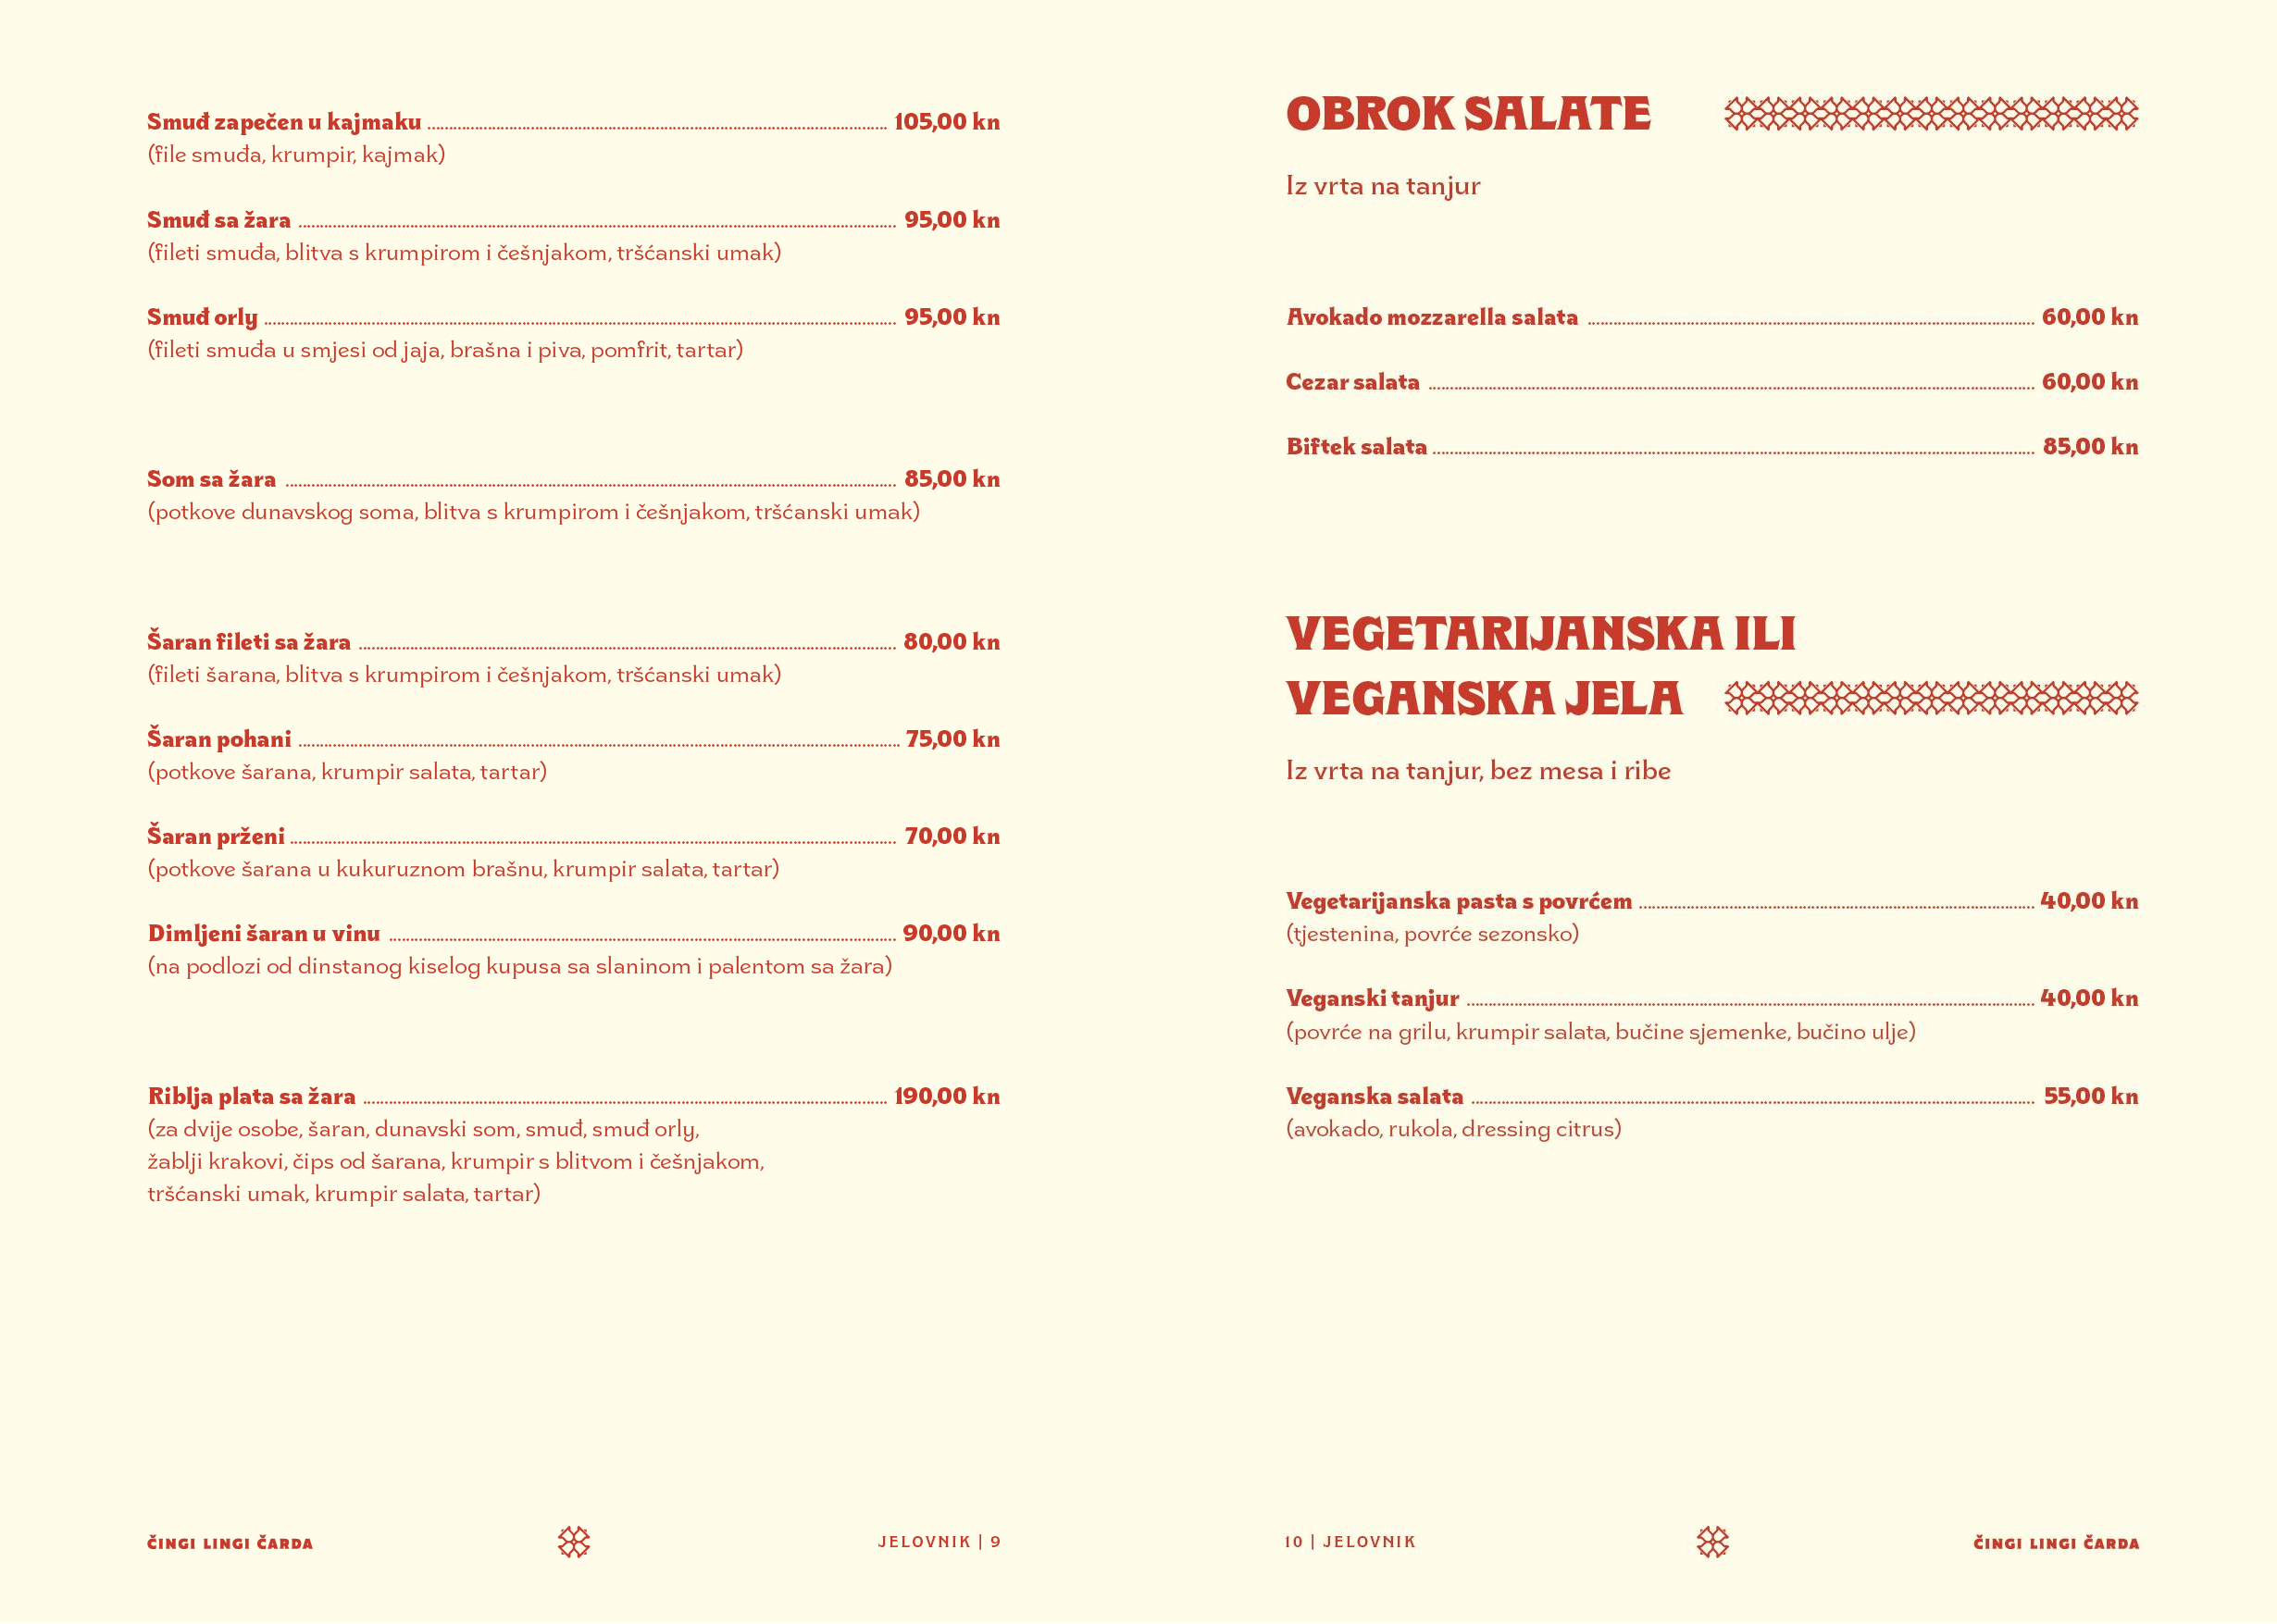 Smuđ zapečen u kajmaku ........ 105,00 kn
(file smuđa, krumpir, kajmak)
Smuđ sa žara ........ 95,00 kn
(fileti smuđa, blitva s krumpirom i češnjakom, tršćanski umak)
Smuđ orly ........ 95,00 kn
(fileti smuđa u smjesi od jaja, brašna i piva, pomfrit, tartar)
Som sa žara ........ 85,00 kn
(potkove dunavskog soma, blitva s krumpirom i češnjakom, tršćanski umak)
Šaran fileti sa žara ........ 80,00 kn
(fileti šarana, blitva s krumpirom i češnjakom, tršćanski umak)
Šaran pohani ........ 75,00 kn
(potkove šarana, krumpir salata, tartar)
Šaran prženi ........ 70,00 kn
(potkove šarana u kukuruznom brašnu, krumpir salata, tartar)
Dimljeni šaran u vinu ........ 90,00 kn
(na podlozi od dinstanog kiselog kupusa sa slaninom i palentom sa žara)
Riblja plata sa žara ........ 190,00 kn
(za dvije osobe, šaran, dunavski som, smuđ, smuđ orly,
žablji krakovi, čips od šarana, krumpir s blitvom i češnjakom,
tršćanski umak, krumpir salata, tartar)
ČINGI LINGI ČARDA
JELOVNIK | 9
OBROK SALATE
Iz vrta na tanjur
Avokado mozzarella salata ........ 60,00 kn
Cezar salata ........ 60,00 kn
Biftek salata ........ 85,00 kn
VEGETARIJANSKA ILI
VEGANSKA JELA
Iz vrta na tanjur, bez mesa i ribe
Vegetarijanska pasta s povrćem ........ 40,00 kn
(tjestenina, povrće sezonsko)
Veganski tanjur ........ 40,00 kn
(povrće na grilu, krumpir salata, bučine sjemenke, bučino ulje)
Veganska salata ........ 55,00 kn
(avokado, rukola, dressing citrus)
10 | JELOVNIK
ČINGI LINGI ČARDA